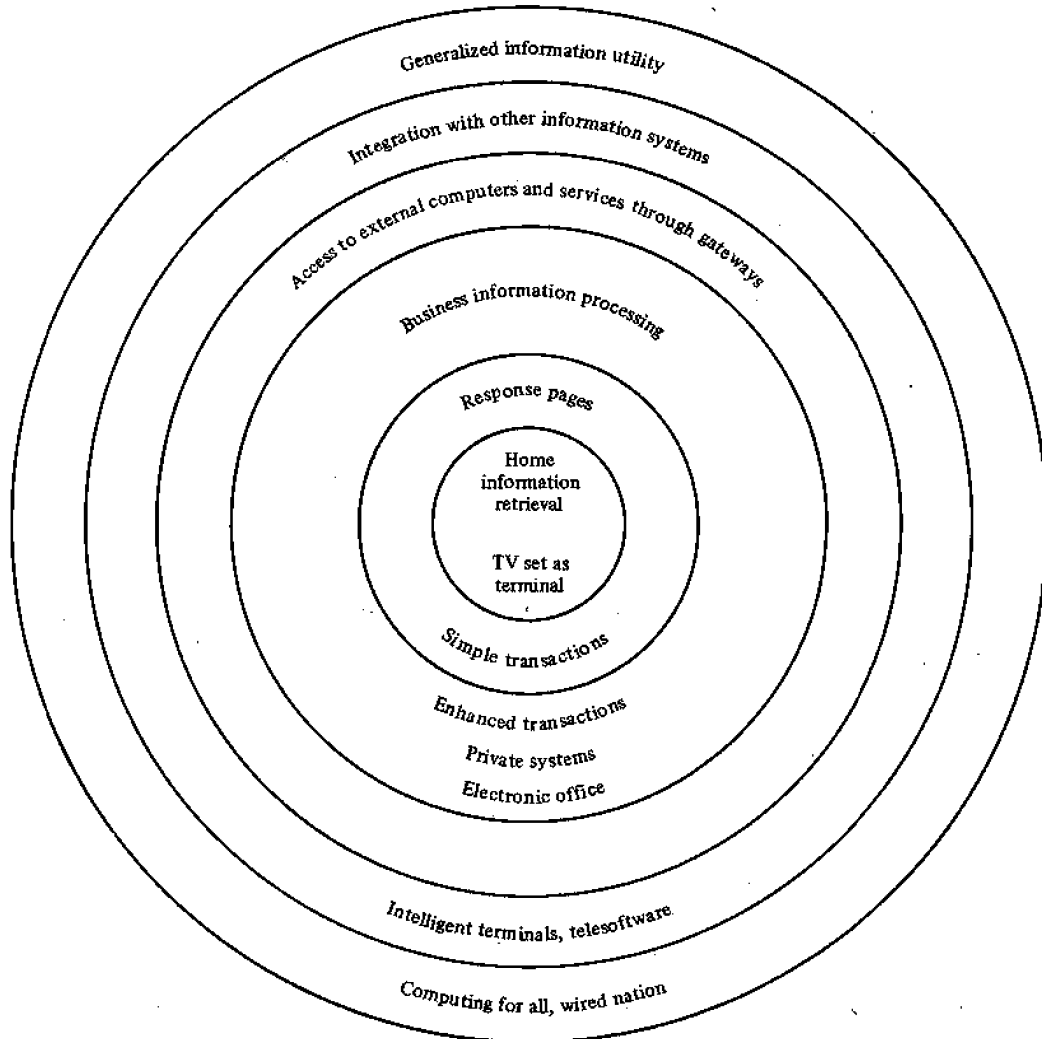 Generalized information utility
Integration with other information systems
Access to external computers and services through gateways
Business information processing
Response pages
Home
information
retrieval
TV set as
terminal
Simple transactions
Enhanced transactions
Private systems
Electronic office
Intelligent terminals, telesoftware
Computing for all, wired nation